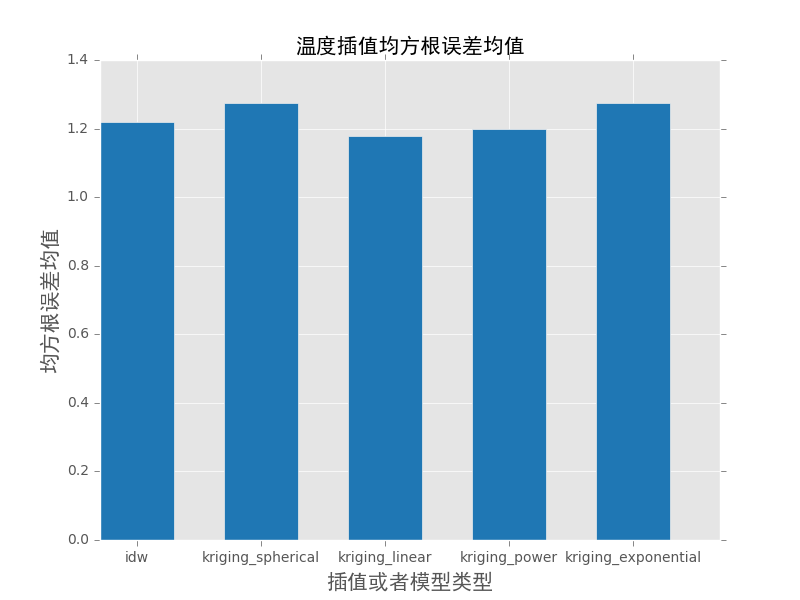 温度插值均方根误差均值
1.4
1.2
1.0
0.8
0.6
0.4
0.2
0.0
均方根误差均值
idw kriging_spherical kriging_linear kriging_power kriging_exponential
插值或者模型类型